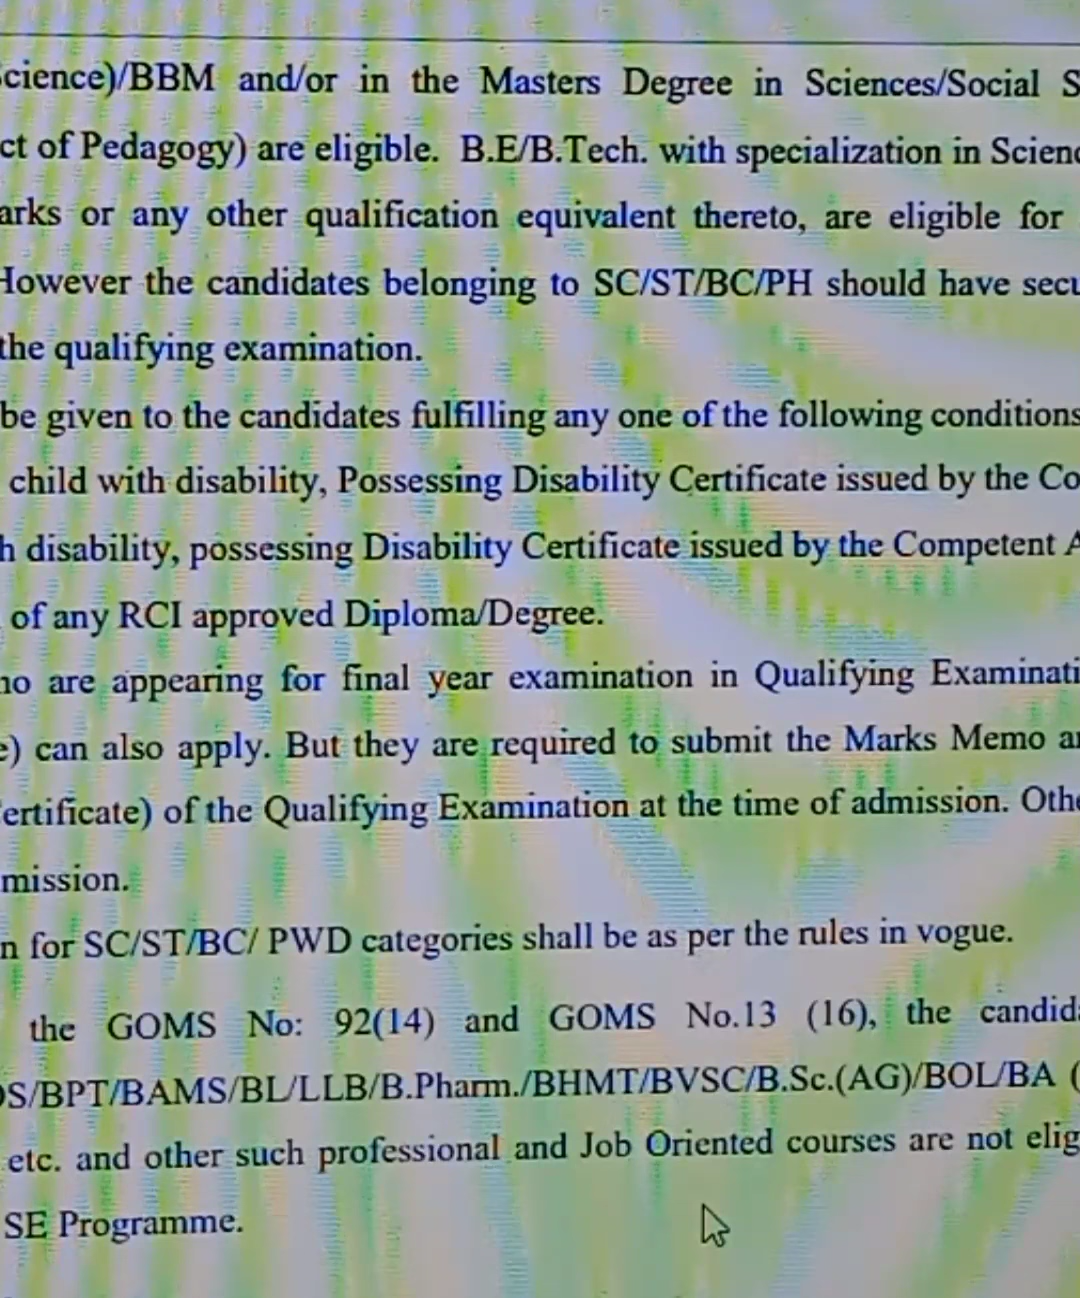 cience)/BBM and/or in the Masters Degree in Sciences/Social S
ct of Pedagogy) are eligible. B.E/B.Tech. with specialization in Scienc
arks or any other qualification equivalent thereto, are eligible for
However the candidates belonging to SC/ST/BC/PH should have secu
the qualifying examination.
be given to the candidates fulfilling any one of the following conditions
child with disability, Possessing Disability Certificate issued by the Co
h disability, possessing Disability Certificate issued by the Competent A
of any RCI approved Diploma/Degree.
ho are appearing for final year examination in Qualifying Examinati
e) can also apply. But they are required to submit the Marks Memo an
ertificate) of the Qualifying Examination at the time of admission. Othe
mission.
n for SC/ST/BC/ PWD categories shall be as per the rules in vogue.
the GOMS No: 92(14) and GOMS No.13 (16), the candida
S/BPT/BAMS/BL/LLB/B.Pharm./BHMT/BVSC/B.Sc.(AG)/BOL/BA (
etc. and other such professional and Job Oriented courses are not elig
SE Programme.